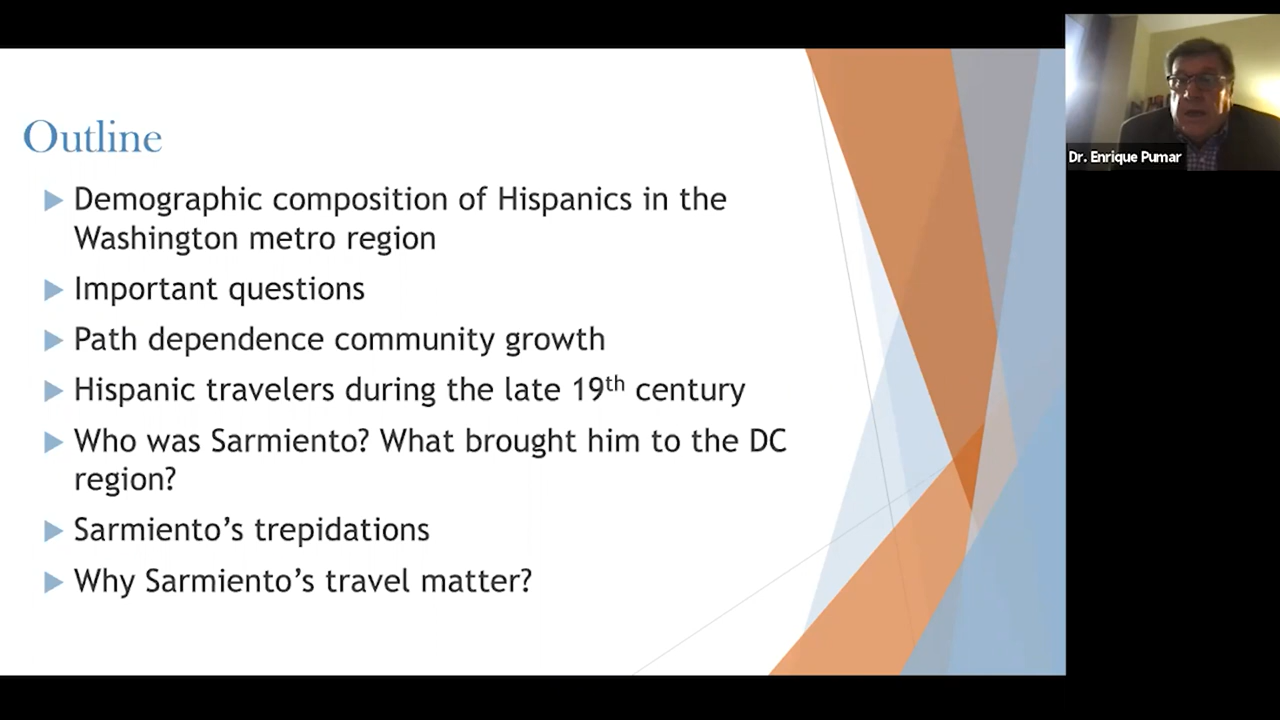 Outline
Demographic composition of Hispanics in the
Washington metro region
Important questions
Path dependence community growth
Hispanic travelers during the late 19th century
Who was Sarmiento? What brought him to the DC
region?
Sarmiento’s trepidations
Why Sarmiento’s travel matter?
Dr. Enrique Pumar